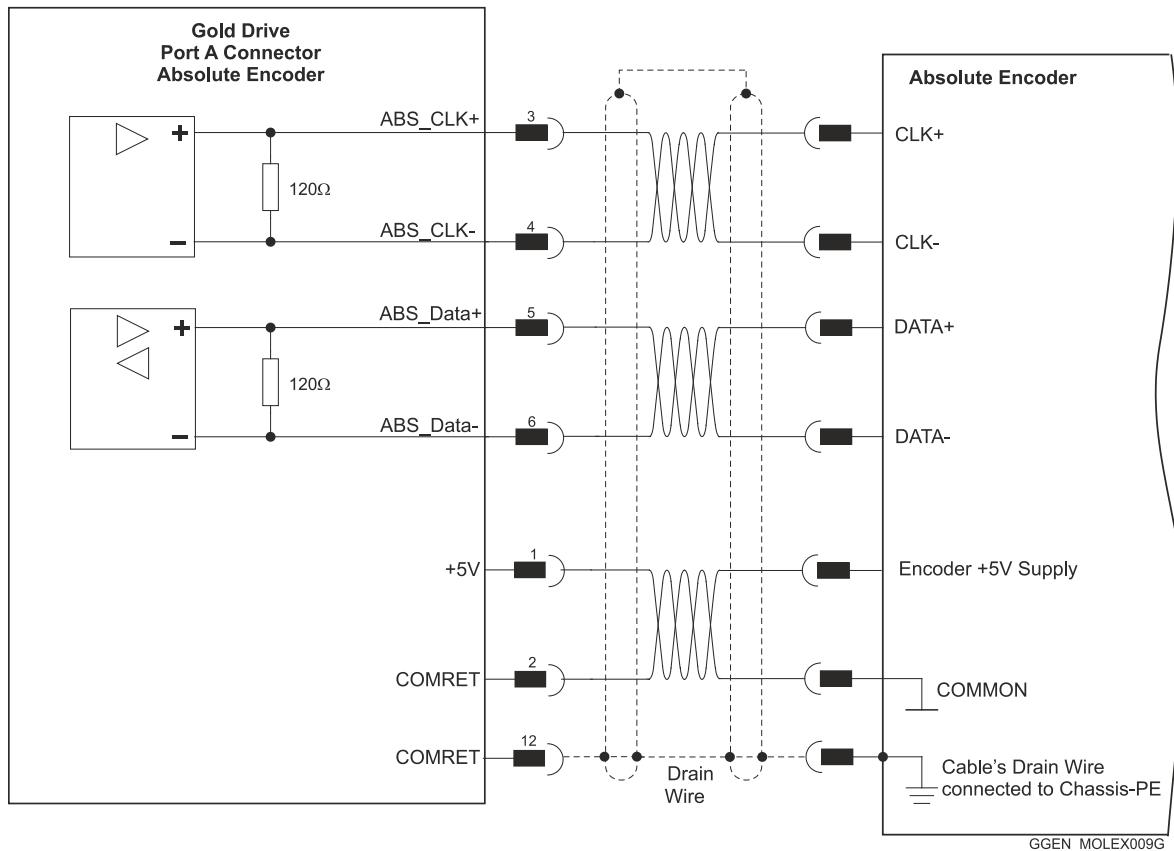 Gold Drive
Port A Connector
Absolute Encoder
Absolute Encoder
ABS_CLK+
3
CLK+
+
120Ω
ABS_CLK-
4
CLK-
−
ABS_Data+
5
DATA+
+
120Ω
ABS_Data-
6
DATA-
−
+5V
1
Encoder +5V Supply
COMRET
2
COMMON
COMRET
12
Drain
Wire
Cable's Drain Wire
connected to Chassis-PE
GGEN_MOLEX009G